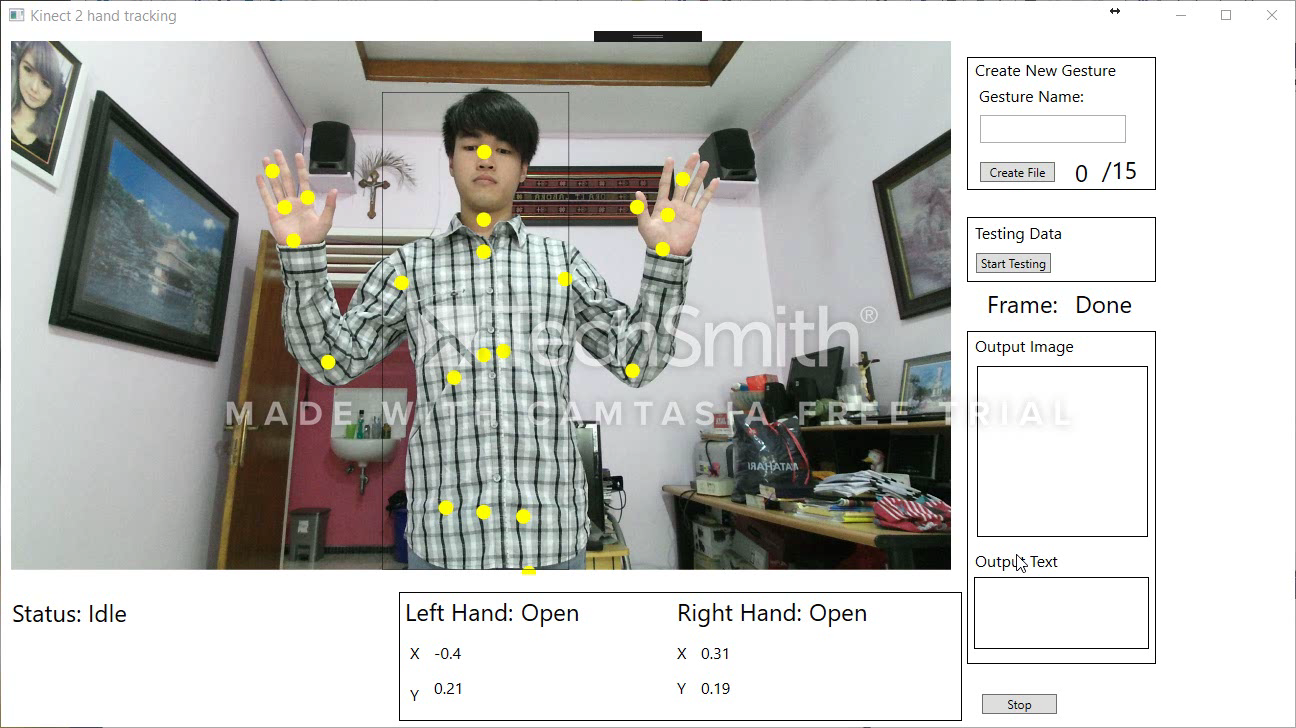 Kinect 2 hand tracking
Create New Gesture
Gesture Name:
Create File
0 /15
Testing Data
Start Testing
Frame: Done
Output Image
TechSmith®
MADE WITH CAMTASIA FREE TRIAL
MATAHARI
Output Text
Status: Idle
Left Hand: Open
Right Hand: Open
X -0.4
X 0.31
Y 0.21
Y 0.19
Stop